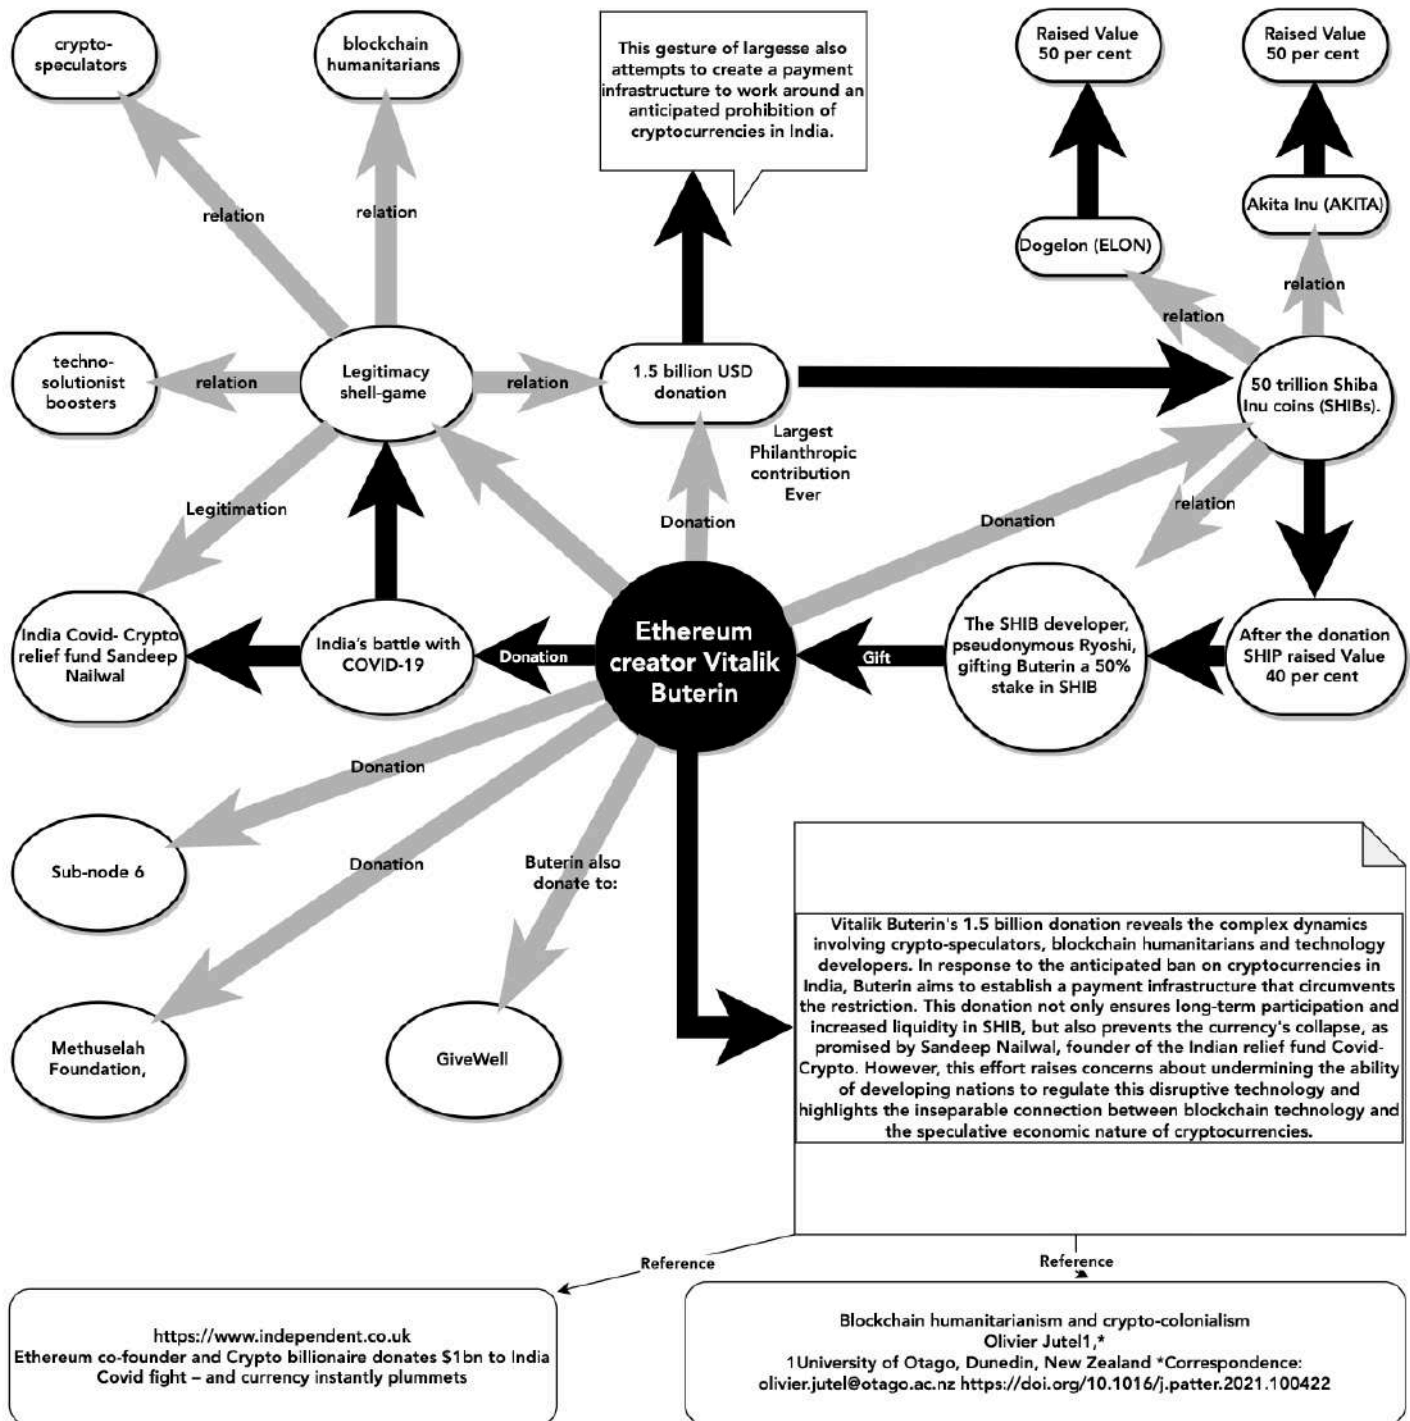 crypto-
speculators
blockchain
humanitarians
This gesture of largesse also
attempts to create a payment
infrastructure to work around an
anticipated prohibition of
cryptocurrencies in India.
Raised Value
50 per cent
Raised Value
50 per cent
relation
relation
Dogelon (ELON)
Akita Inu (AKITA)
relation
relation
techno-
solutionist
boosters
relation
Legitimacy
shell-game
relation
1.5 billion USD
donation
50 trillion Shiba
Inu coins (SHIBs).
Largest
Philanthropic
contribution
Ever
Legitimation
Donation
Donation
relation
India Covid- Crypto
relief fund Sandeep
Nailwal
India's battle with
COVID-19
Donation
Ethereum
creator Vitalik
Buterin
Gift
The SHIB developer,
pseudonymous Ryoshi,
gifting Buterin a 50%
stake in SHIB
After the donation
SHIP raised Value
40 per cent
Donation
Sub-node 6
Donation
Buterin also
donate to:
Methuselah
Foundation,
GiveWell
Vitalik Buterin's 1.5 billion donation reveals the complex dynamics
involving crypto-speculators, blockchain humanitarians and technology
developers. In response to the anticipated ban on cryptocurrencies in
India, Buterin aims to establish a payment infrastructure that circumvents
the restriction. This donation not only ensures long-term participation and
increased liquidity in SHIB, but also prevents the currency's collapse, as
promised by Sandeep Nailwal, founder of the Indian relief fund Covid-
Crypto. However, this effort raises concerns about undermining the ability
of developing nations to regulate this disruptive technology and
highlights the inseparable connection between blockchain technology and
the speculative economic nature of cryptocurrencies.
Reference
Reference
https://www.independent.co.uk
Ethereum co-founder and Crypto billionaire donates $1bn to India
Covid fight – and currency instantly plummets
Blockchain humanitarianism and crypto-colonialism
Olivier Jutel1,*
1University of Otago, Dunedin, New Zealand *Correspondence:
olivier.jutel@otago.ac.nz https://doi.org/10.1016/j.patter.2021.100422